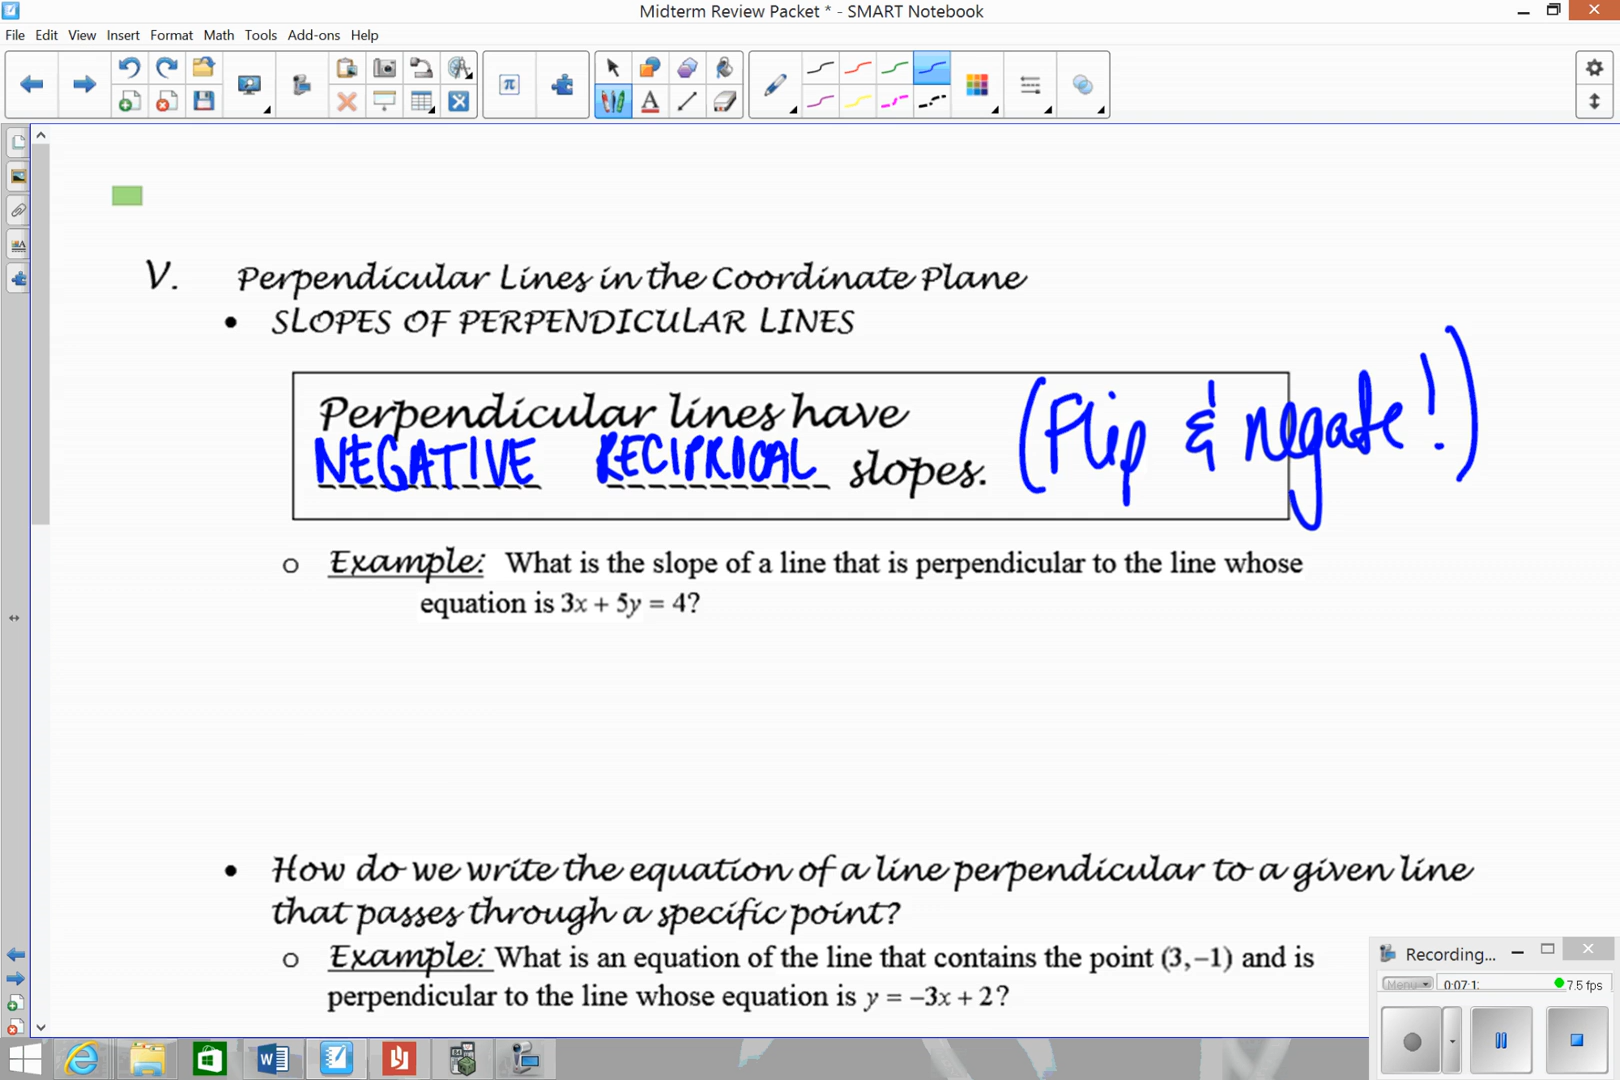 Midterm Review Packet * - SMART Notebook
File Edit View Insert Format Math Tools Add-ons Help
V. Perpendicular Lines in the Coordinate Plane
• SLOPES OF PERPENDICULAR LINES
Perpendicular lines have
NEGATIVE RECIPRICAL slopes. (Flip & negate!)
o Example: What is the slope of a line that is perpendicular to the line whose
equation is 3x + 5y = 4?
• How do we write the equation of a line perpendicular to a given line
that passes through a specific point?
o Example: What is an equation of the line that contains the point (3,–1) and is
perpendicular to the line whose equation is y = –3x + 2?
Recording...
Menu 0:07:1 7.5 fps